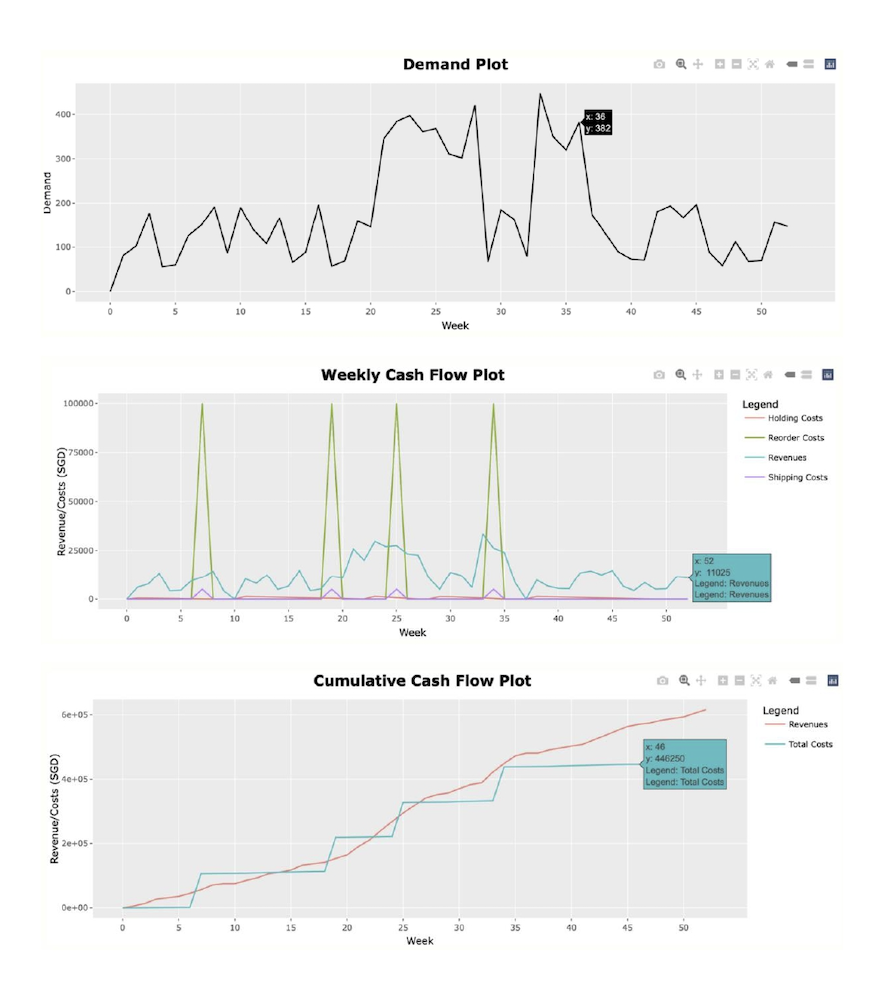 Demand Plot
400
300
200
100
0
Demand
x: 36
y: 382
0 5 10 15 20 25 30 35 40 45 50
Week
Weekly Cash Flow Plot
100000
75000
50000
25000
0
Revenue/Costs (SGD)
Legend
Holding Costs
Reorder Costs
Revenues
Shipping Costs
x: 52
y: 11025
Legend: Revenues
Legend: Revenues
0 5 10 15 20 25 30 35 40 45 50
Week
Cumulative Cash Flow Plot
6e+05
4e+05
2e+05
0e+00
Revenue/Costs (SGD)
Legend
Revenues
Total Costs
x: 46
y: 446250
Legend: Total Costs
Legend: Total Costs
0 5 10 15 20 25 30 35 40 45 50
Week